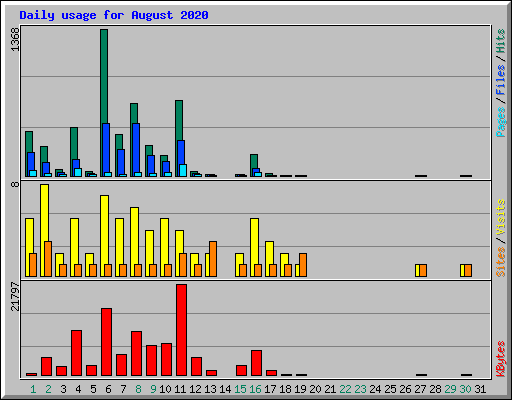 Daily usage for August 2020
1368
Pages/Files/Hits
8
Sites/Visits
21797
KBytes
1 2 3 4 5 6 7 8 9 10 11 12 13 14 15 16 17 18 19 20 21 22 23 24 25 26 27 28 29 30 31